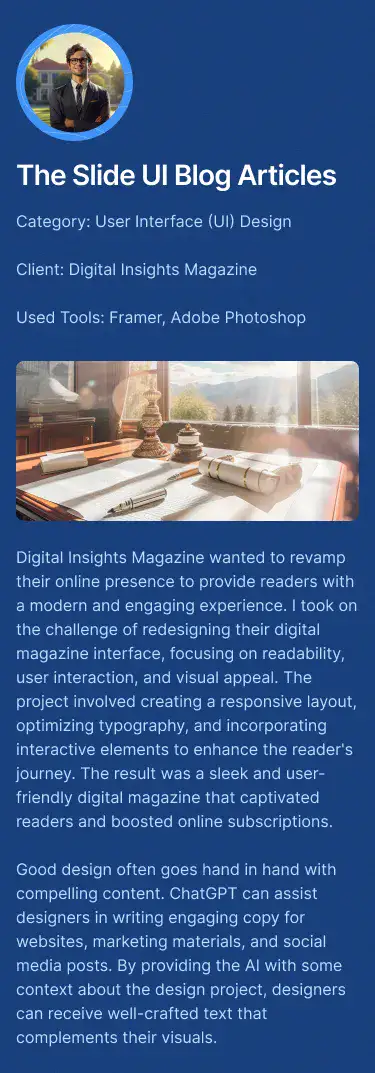 The Slide UI Blog Articles
Category: User Interface (UI) Design
Client: Digital Insights Magazine
Used Tools: Framer, Adobe Photoshop
Digital Insights Magazine wanted to revamp
their online presence to provide readers with
a modern and engaging experience. I took on
the challenge of redesigning their digital
magazine interface, focusing on readability,
user interaction, and visual appeal. The
project involved creating a responsive layout,
optimizing typography, and incorporating
interactive elements to enhance the reader's
journey. The result was a sleek and user-
friendly digital magazine that captivated
readers and boosted online subscriptions.
Good design often goes hand in hand with
compelling content. ChatGPT can assist
designers in writing engaging copy for
websites, marketing materials, and social
media posts. By providing the AI with some
context about the design project, designers
can receive well-crafted text that
complements their visuals.